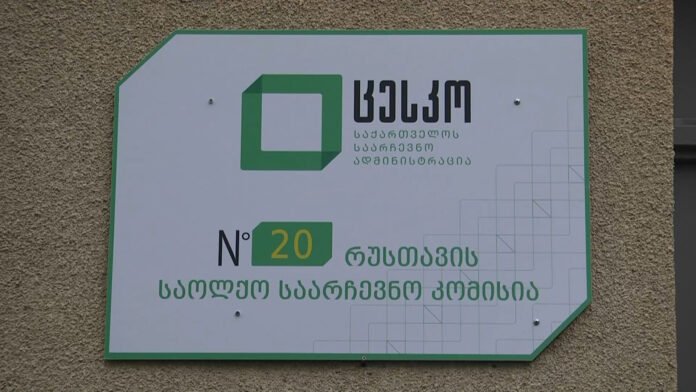 ცესკო
საქართველოს
საარჩევნო
ადმინისტრაცია
N° 20 რუსთავის
საოლქო საარჩევნო კომისია